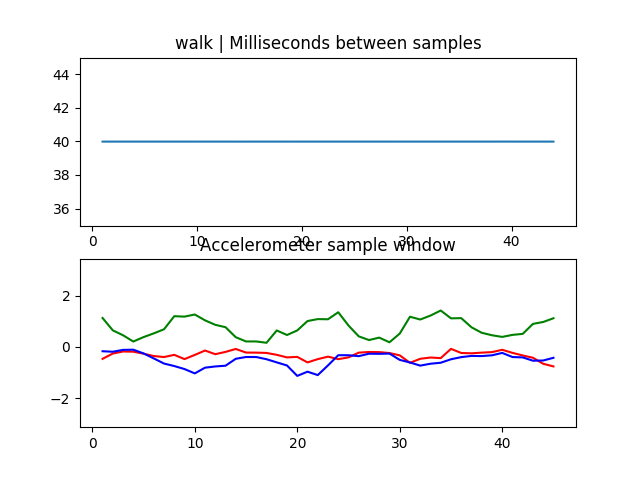 walk | Milliseconds between samples
44
42
40
38
36
0 10 20 30 40
Accelerometer sample window
2
0
−2
0 10 20 30 40